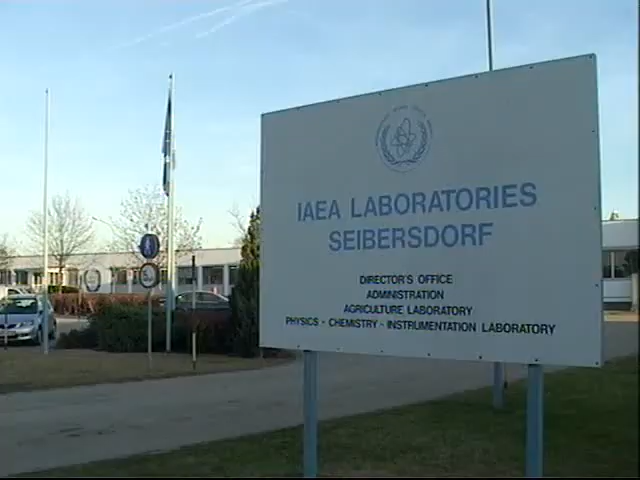 IAEA LABORATORIES
SEIBERSDORF
DIRECTOR'S OFFICE
ADMINISTRATION
AGRICULTURE LABORATORY
PHYSICS - CHEMISTRY - INSTRUMENTATION LABORATORY